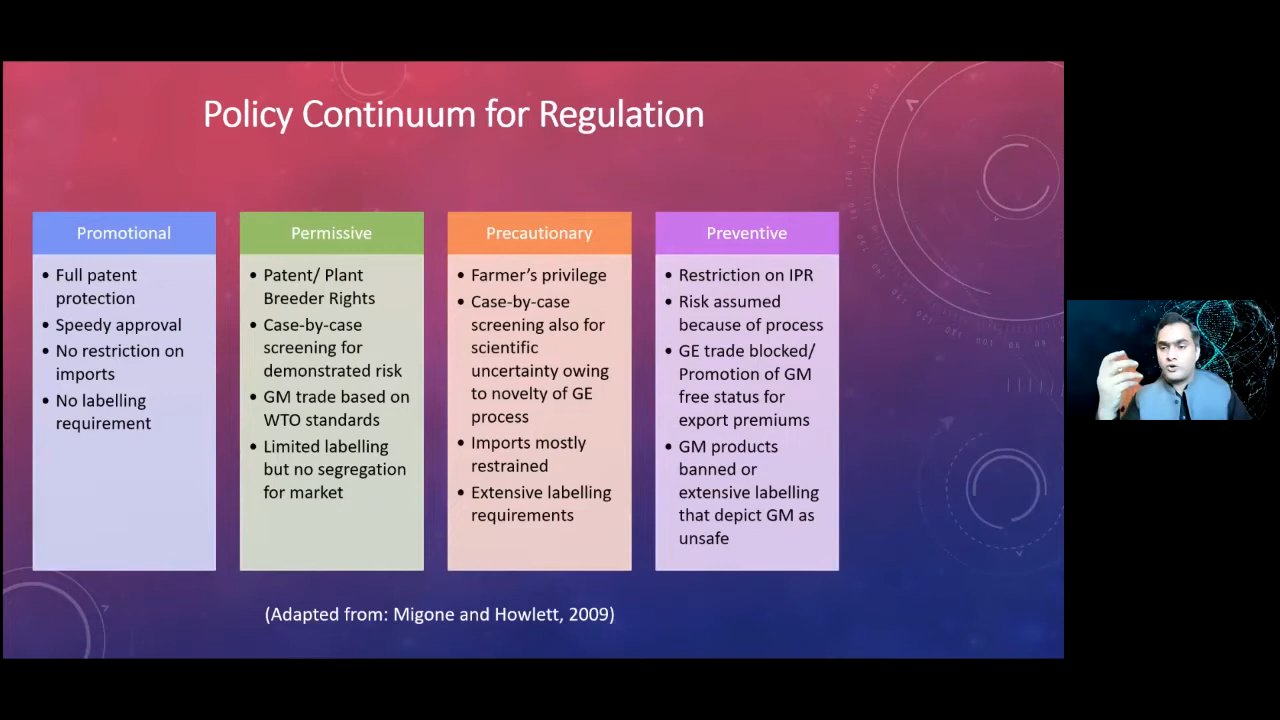 Policy Continuum for Regulation
Promotional
• Full patent
protection
• Speedy approval
• No restriction on
imports
• No labelling
requirement
Permissive
• Patent/ Plant
Breeder Rights
• Case-by-case
screening for
demonstrated risk
• GM trade based on
WTO standards
• Limited labelling
but no segregation
for market
Precautionary
• Farmer’s privilege
• Case-by-case
screening also for
scientific
uncertainty owing
to novelty of GE
process
• Imports mostly
restrained
• Extensive labelling
requirements
Preventive
• Restriction on IPR
• Risk assumed
because of process
• GE trade blocked/
Promotion of GM
free status for
export premiums
• GM products
banned or
extensive labelling
that depict GM as
unsafe
(Adapted from: Migone and Howlett, 2009)